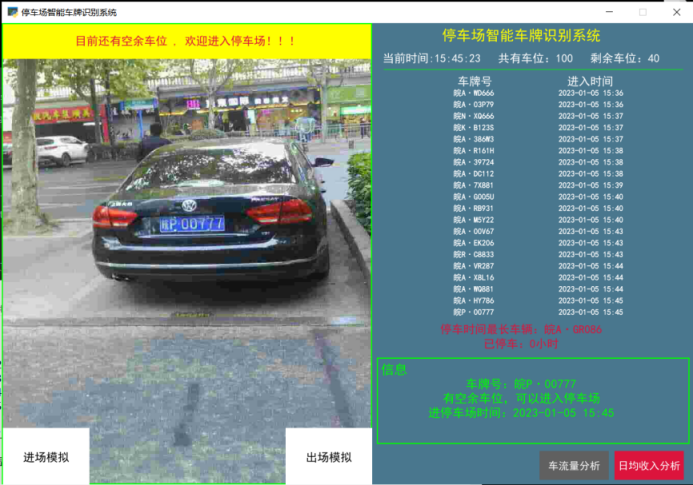 停车场智能车牌识别系统
目前还有空余车位 , 欢迎进入停车场!!!
皖P·00777
进场模拟
出场模拟
停车场智能车牌识别系统
当前时间:15:45:23 共有车位: 100 剩余车位: 40
车牌号 进入时间
皖A·WD666 2023-01-05 15:36
皖A·03P79 2023-01-05 15:36
皖N·XQ666 2023-01-05 15:37
皖K·B123S 2023-01-05 15:37
皖A·386W3 2023-01-05 15:37
皖A·R161H 2023-01-05 15:38
皖A·39724 2023-01-05 15:38
皖A·DC112 2023-01-05 15:38
皖A·7X881 2023-01-05 15:39
皖A·G005U 2023-01-05 15:40
皖A·RB931 2023-01-05 15:40
皖A·M5Y22 2023-01-05 15:40
皖A·00V67 2023-01-05 15:43
皖A·EK206 2023-01-05 15:43
皖R·G8833 2023-01-05 15:43
皖A·VR287 2023-01-05 15:44
皖A·X8L16 2023-01-05 15:44
皖A·WQ881 2023-01-05 15:44
皖A·HY786 2023-01-05 15:45
皖P·00777 2023-01-05 15:45
停车时间最长车辆: 皖A·GR086
已停车: 0小时
信息
车牌号: 皖P·00777
有空余车位, 可以进入停车场
进停车场时间: 2023-01-05 15:45
车流量分析
日均收入分析